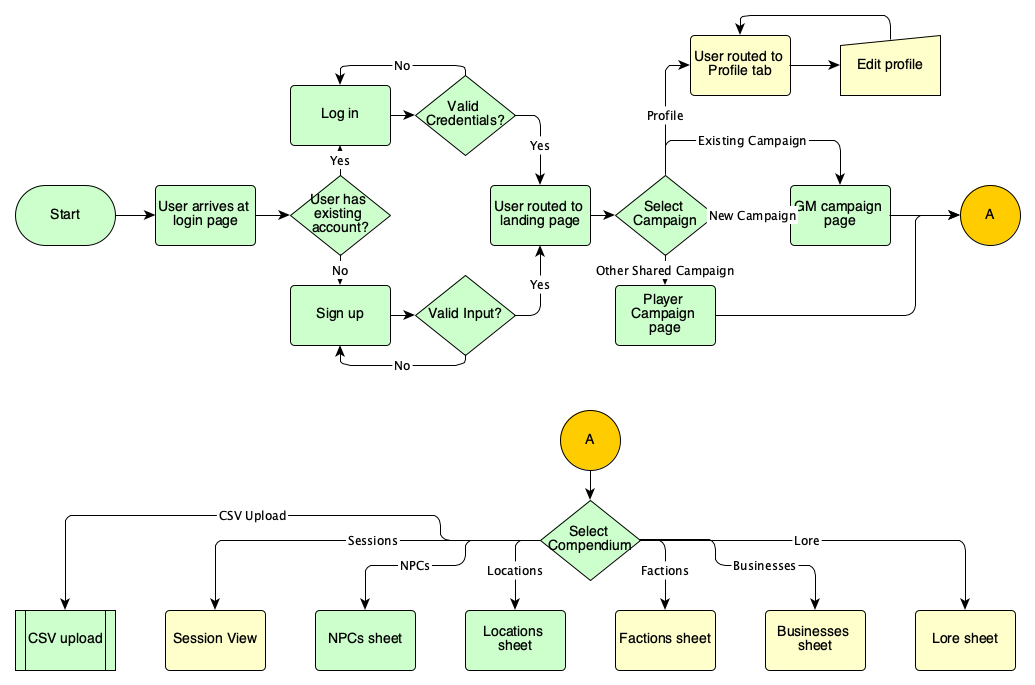 No
User routed to
Profile tab
Edit profile
Log in
Valid
Credentials?
Profile
Yes
Existing Campaign
Yes
Start
User arrives at
login page
User has
existing
account?
User routed to
landing page
Select
Campaign
New Campaign
GM campaign
page
A
No
Other Shared Campaign
Yes
Sign up
Valid Input?
Player
Campaign
page
No
A
CSV Upload
Select
Compendium
Sessions
Lore
NPCs
Locations
Factions
Businesses
CSV upload
Session View
NPCs sheet
Locations
sheet
Factions sheet
Businesses
sheet
Lore sheet